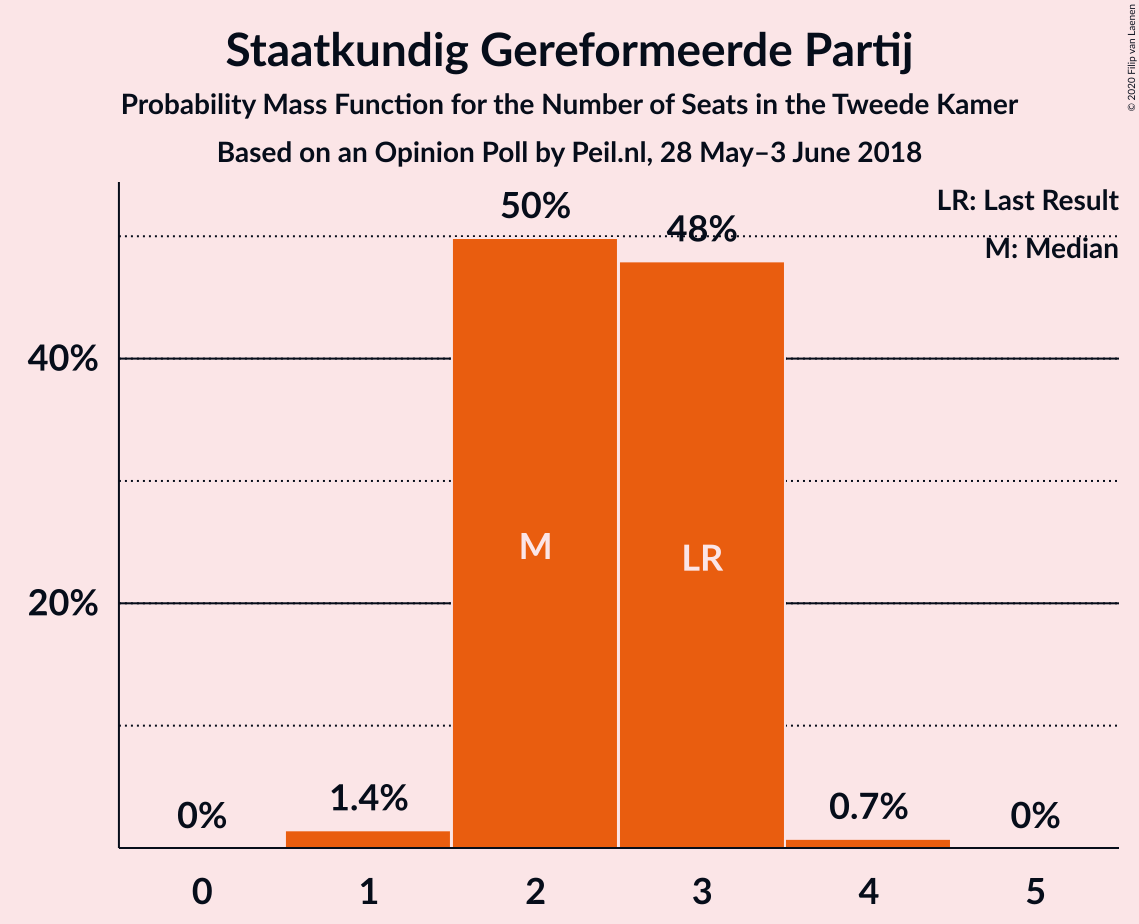 Staatkundig Gereformeerde Partij
Probability Mass Function for the Number of Seats in the Tweede Kamer
Based on an Opinion Poll by Peil.nl, 28 May–3 June 2018
© 2020 Filip van Laenen
LR: Last Result
M: Median
50%
48%
40%
20%
M
LR
0%
1.4%
0.7%
0%
0
1
2
3
4
5